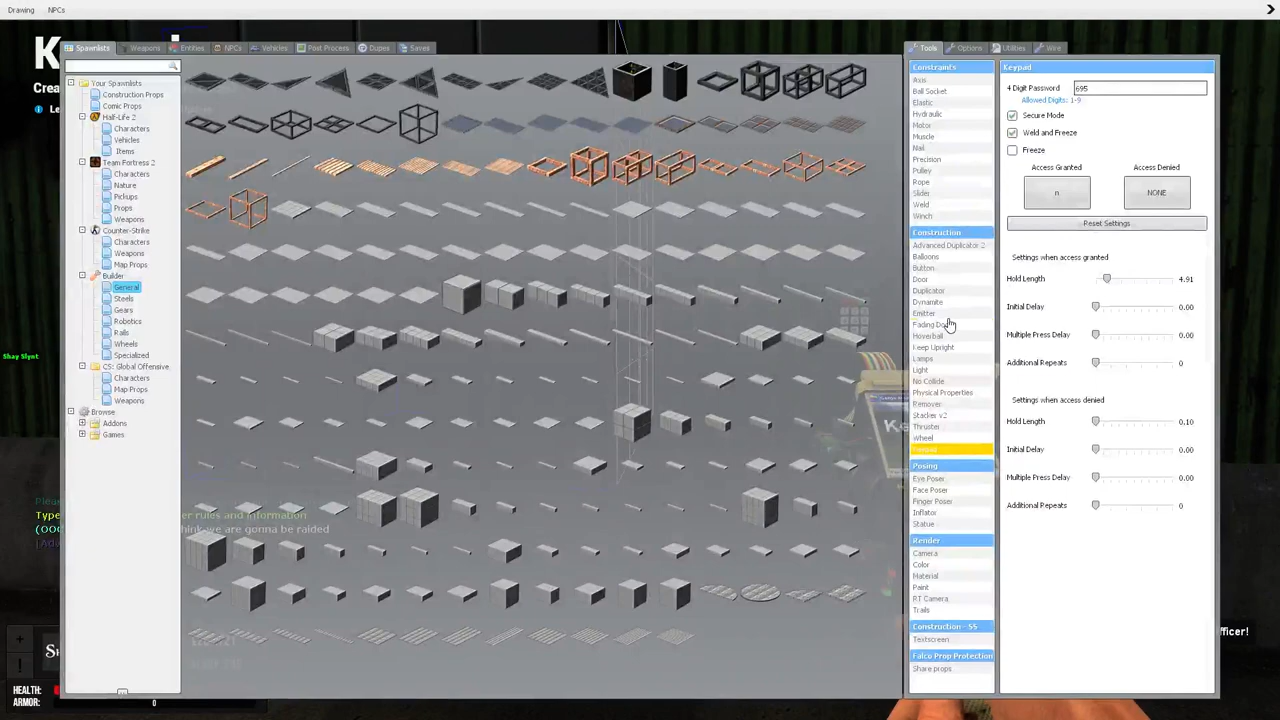 Drawing NPCs
Spawnlists Weapons Entities NPCs Vehicles Post Process Dupes Saves
Your Spawnlists
Construction Props
Comic Props
Half-Life 2
Characters
Vehicles
Items
Team Fortress 2
Characters
Nature
Pickups
Props
Weapons
Counter-Strike
Characters
Weapons
Map Props
Builder
General
Steels
Gears
Robotics
Rails
Wheels
Specialized
CS: Global Offensive
Characters
Map Props
Weapons
Browse
Addons
Games
Shay Slynt
er rules and information
think we are gonna be raided
HEALTH:
ARMOR:
0
Tools Options Utilities Wire
Constraints
Axis
Ball Socket
Elastic
Hydraulic
Motor
Muscle
Nail
Precision
Pulley
Rope
Slider
Weld
Winch
Construction
Advanced Duplicator 2
Balloons
Button
Door
Duplicator
Dynamite
Emitter
Fading Do
Hoverball
Keep Upright
Lamps
Light
No Collide
Physical Properties
Remover
Stacker v2
Thruster
Wheel
Posing
Eye Poser
Face Poser
Finger Poser
Inflator
Statue
Render
Camera
Color
Material
Paint
RT Camera
Trails
Construction - SS
Textscreen
Falco Prop Protection
Share props
Keypad
4 Digit Password 695
Allowed Digits: 1-9
Secure Mode
Weld and Freeze
Freeze
Access Granted Access Denied
n NONE
Reset Settings
Settings when access granted
Hold Length 4.91
Initial Delay 0.00
Multiple Press Delay 0.00
Additional Repeats 0
Settings when access denied
Hold Length 0.10
Initial Delay 0.00
Multiple Press Delay 0.00
Additional Repeats 0
fficer!